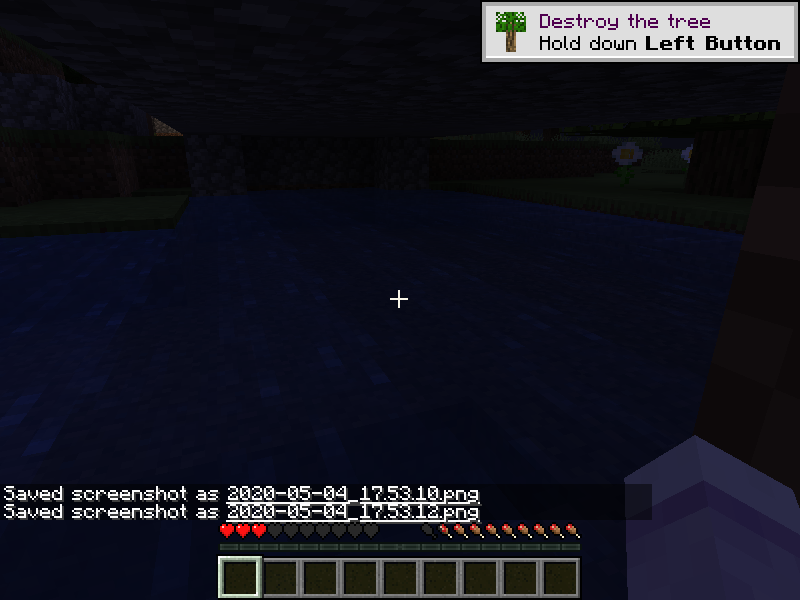 Destroy the tree
Hold down Left Button
Saved screenshot as 2020-05-04_17.53.10.png
Saved screenshot as 2020-05-04_17.53.12.png